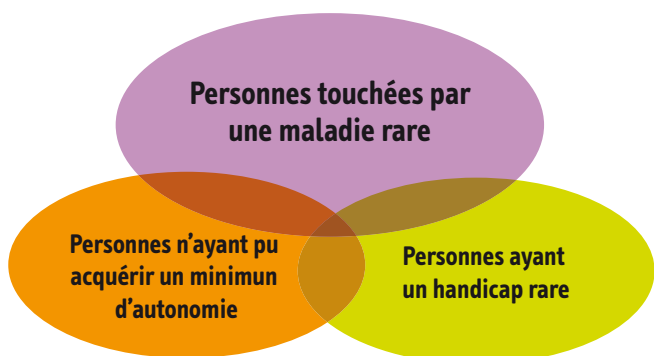 Personnes touchées par
une maladie rare
Personnes n'ayant pu
acquérir un minimun
d'autonomie
Personnes ayant
un handicap rare